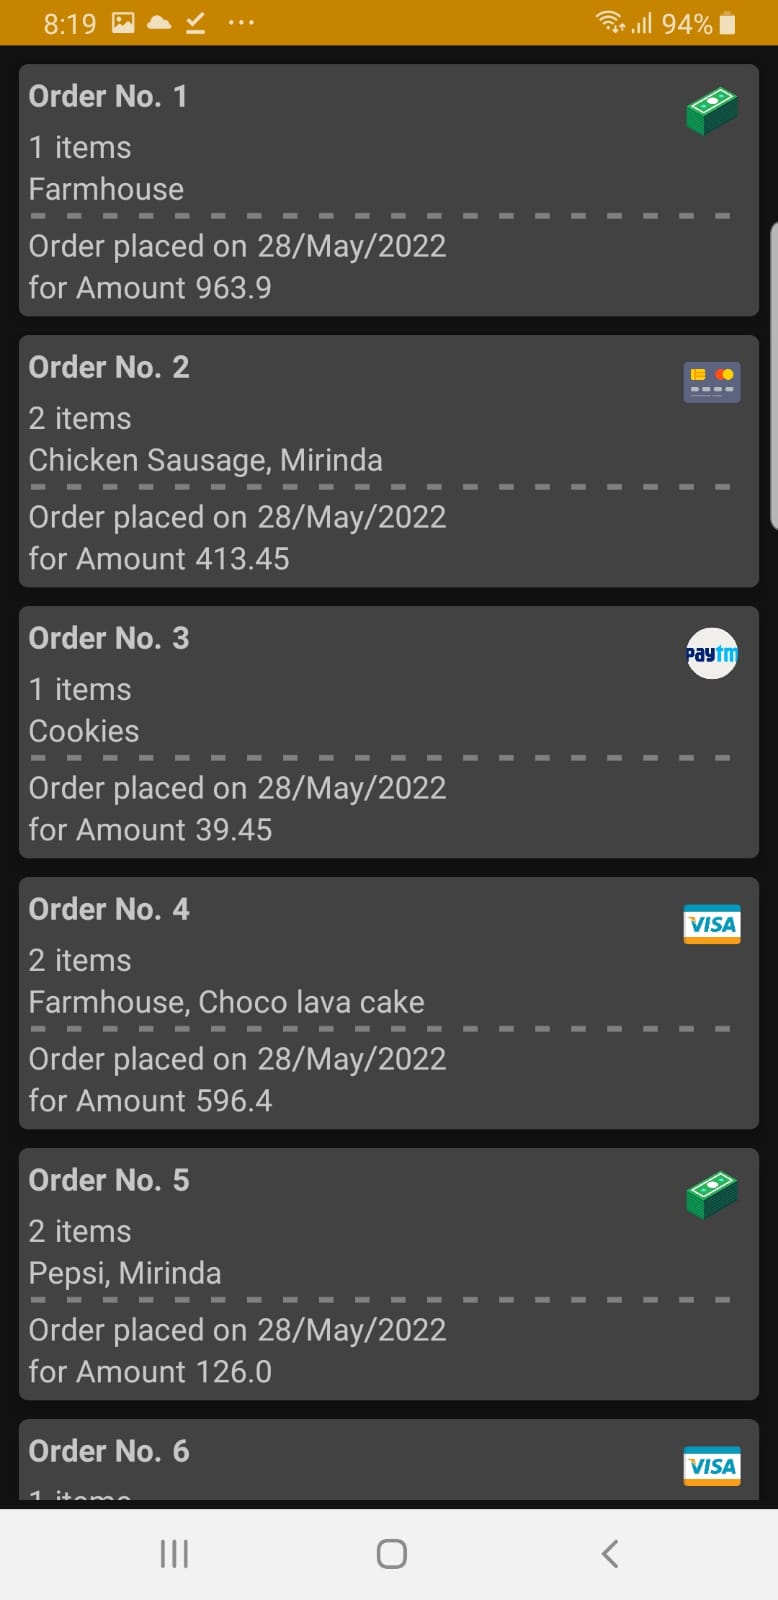 8:19 94%
Order No. 1
1 items
Farmhouse
Order placed on 28/May/2022
for Amount 963.9
Order No. 2
2 items
Chicken Sausage, Mirinda
Order placed on 28/May/2022
for Amount 413.45
Order No. 3
paytm
1 items
Cookies
Order placed on 28/May/2022
for Amount 39.45
Order No. 4
VISA
2 items
Farmhouse, Choco lava cake
Order placed on 28/May/2022
for Amount 596.4
Order No. 5
2 items
Pepsi, Mirinda
Order placed on 28/May/2022
for Amount 126.0
Order No. 6
VISA
1 items